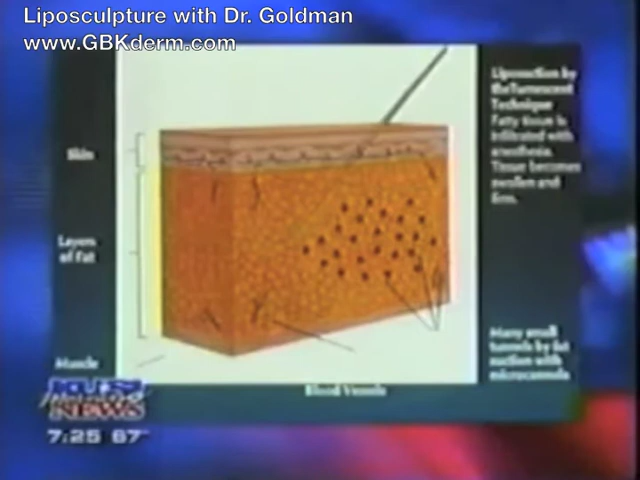 Liposculpture with Dr. Goldman
www.GBKderm.com
Liposuction by
the Tumescent
Technique
Fatty tissue is
infiltrated with
anesthesia.
Tissue becomes
swollen and
firm.
Skin
Layers
of Fat
Muscle
Many small
tunnels by fat
suction with
microcannula
Blood Vessels
KUSI
NEWS
7:25 67°